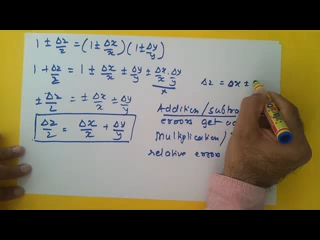 1 ± Δz/z = (1 ± Δx/x) (1 ± Δy/y)
1 + Δz/z = 1 ± Δx/x ± Δy/y ± Δx/x · Δy/y
x
± Δz/z = ± Δx/x ± Δy/y
Δz/z = Δx/x + Δy/y
Δz = Δx ±
Addition/subtra
errors get
multiplication/
relative errors